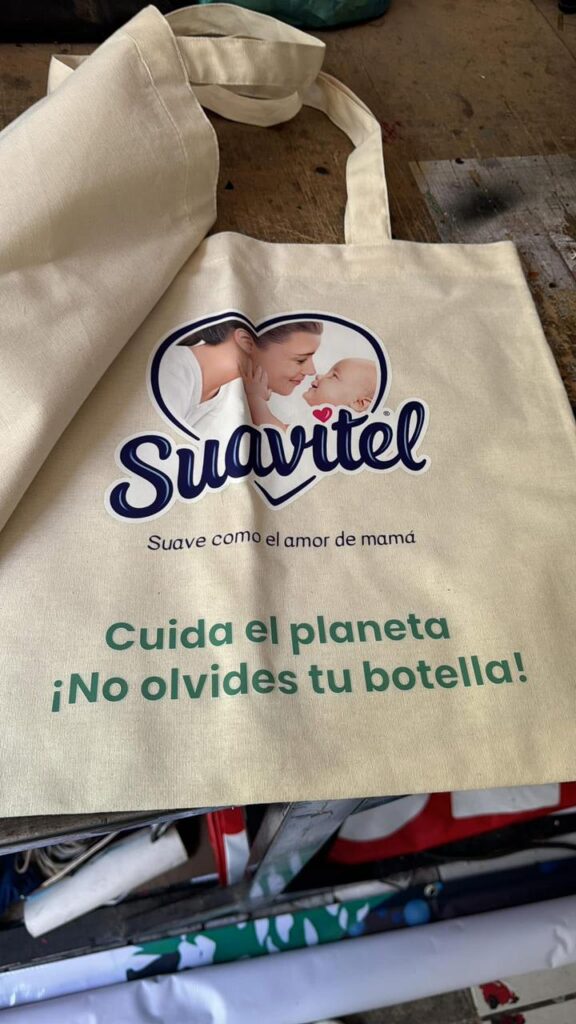 Suavitel®
Suave como el amor de mamá
Cuida el planeta
¡No olvides tu botella!